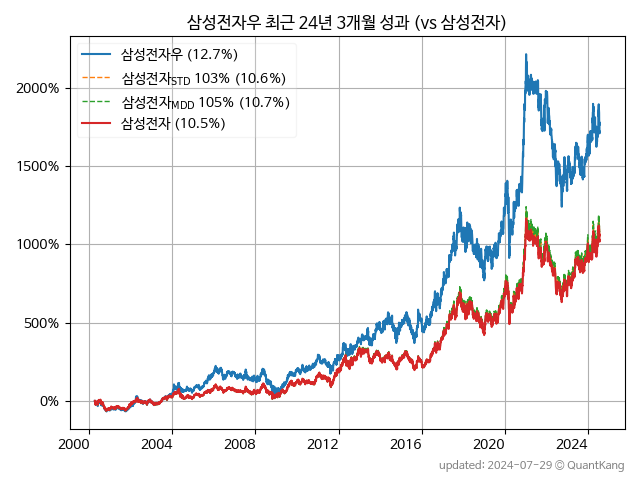 삼성전자우 최근 24년 3개월 성과 (vs 삼성전자)
삼성전자우 (12.7%)
삼성전자STD 103% (10.6%)
삼성전자MDD 105% (10.7%)
삼성전자 (10.5%)
2000%
1500%
1000%
500%
0%
2000 2004 2008 2012 2016 2020 2024
updated: 2024-07-29 © QuantKang